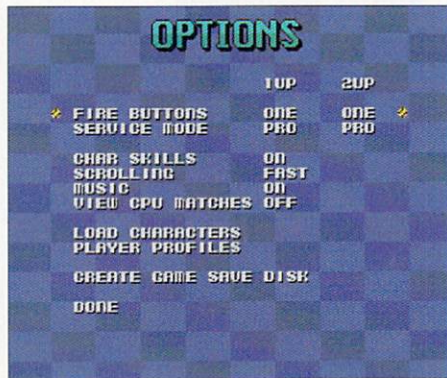 OPTIONS
1UP 2UP
FIRE BUTTONS ONE ONE
SERVICE MODE PRO PRO
CHAR SKILLS ON
SCROLLING FAST
MUSIC ON
VIEW CPU MATCHES OFF
LOAD CHARACTERS
PLAYER PROFILES
CREATE GAME SAVE DISK
DONE